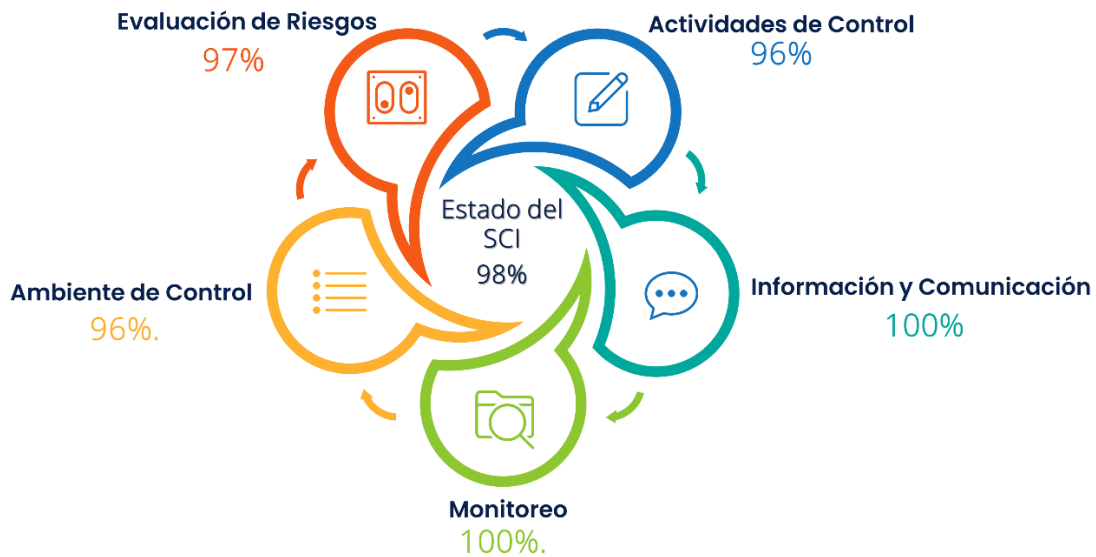 Evaluación de Riesgos
97%
Actividades de Control
96%
Estado del
SCI
98%
Ambiente de Control
96%.
Información y Comunicación
100%
Monitoreo
100%.